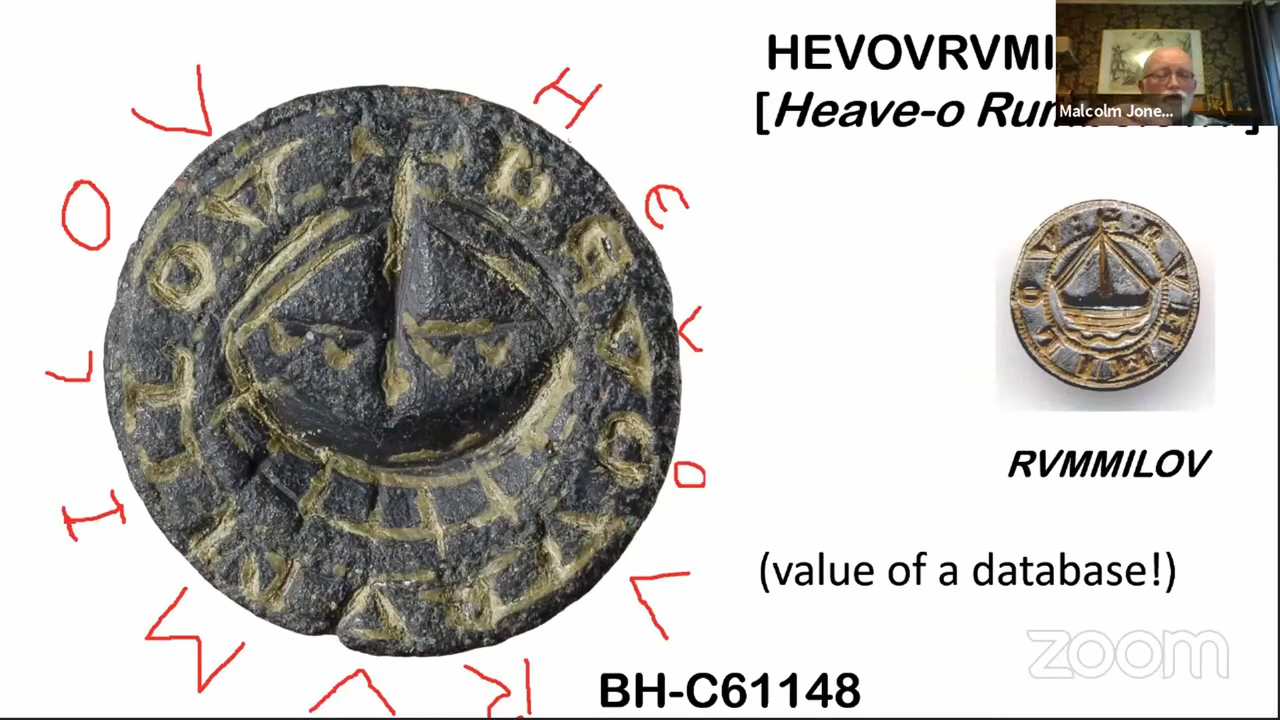 HEVOVRVMI
[Heave-o Rum
Malcolm Jone...
V
H
O
E
V
L
O
I
V
M
V
R
RVMMILOV
(value of a database!)
zoom
BH-C61148